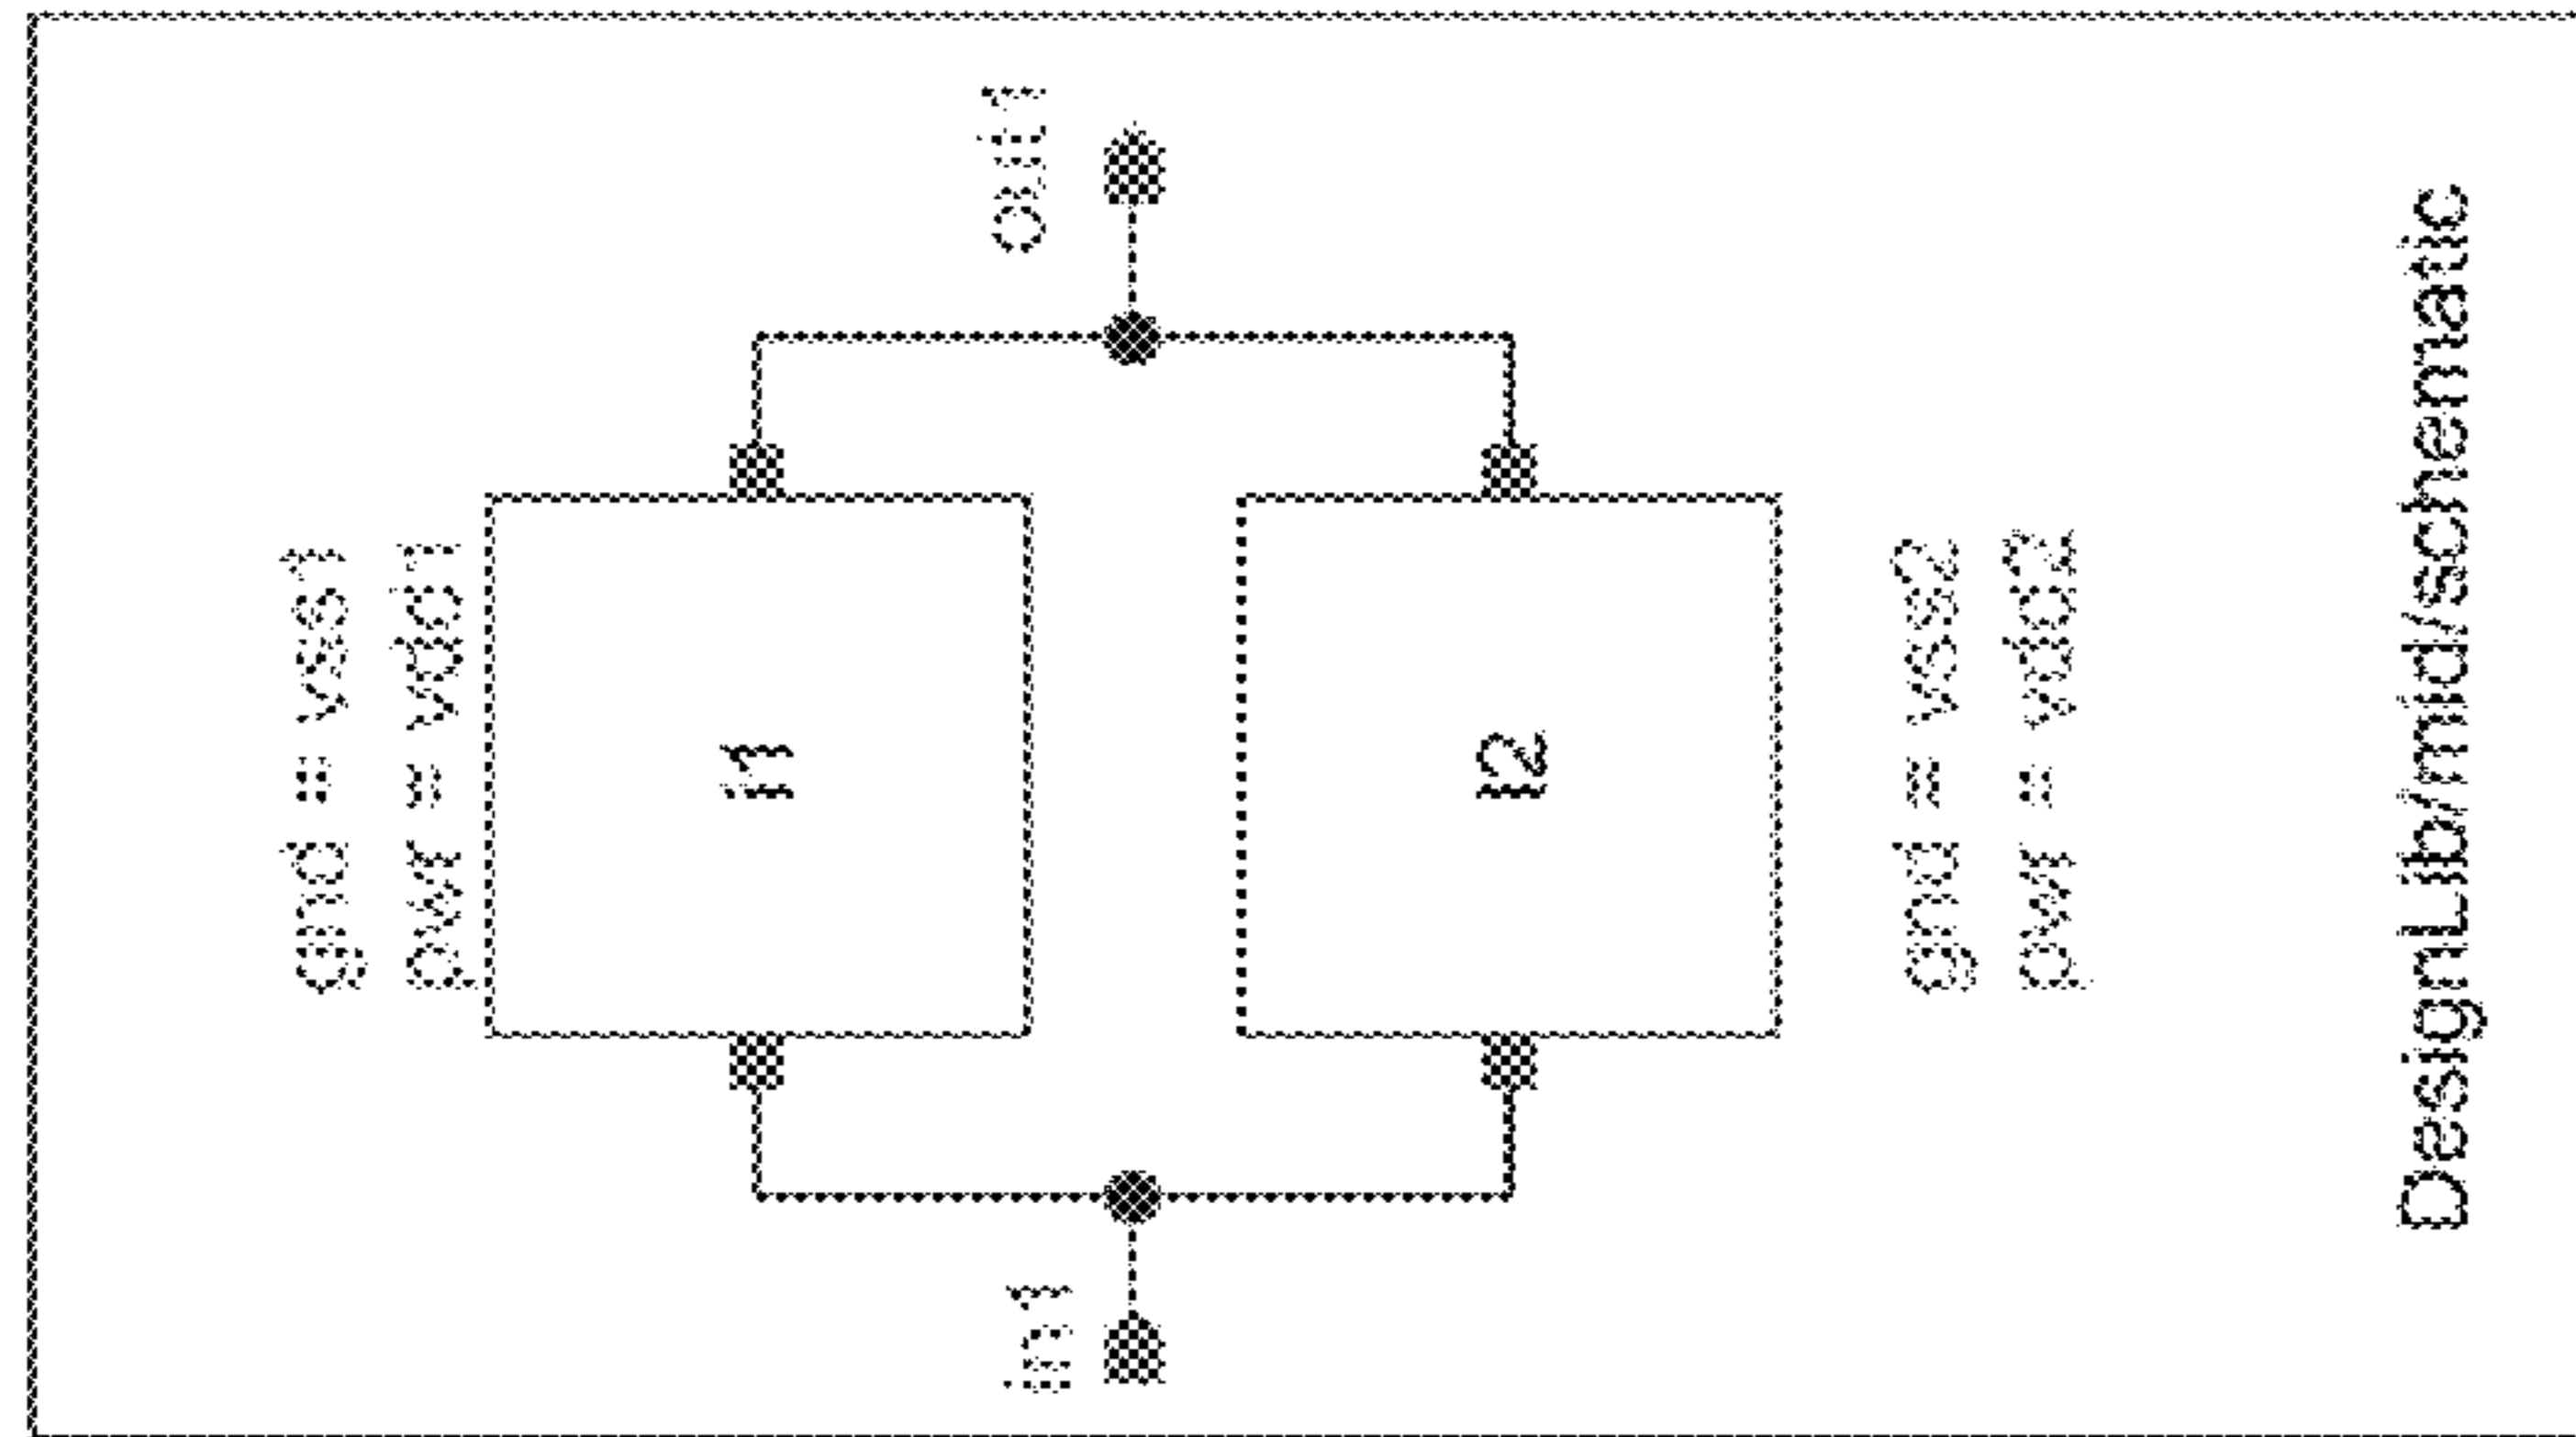 gnd = vss1
pwr = vdd1
I1
in1
out1
I2
gnd = vss2
pwr = vdd2
DesignLib/mid/schematic